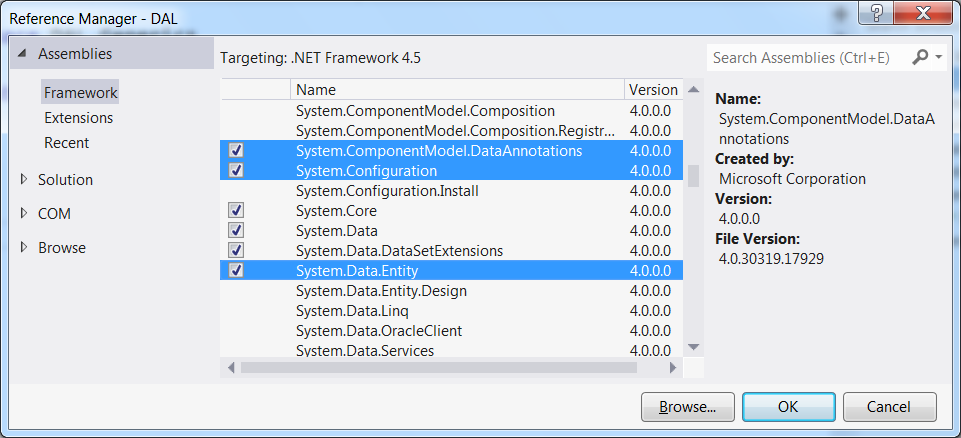 Reference Manager - DAL
Assemblies
Framework
Extensions
Recent
Solution
COM
Browse
Targeting: .NET Framework 4.5
Name Version
System.ComponentModel.Composition 4.0.0.0
System.ComponentModel.Composition.Registr... 4.0.0.0
System.ComponentModel.DataAnnotations 4.0.0.0
System.Configuration 4.0.0.0
System.Configuration.Install 4.0.0.0
System.Core 4.0.0.0
System.Data 4.0.0.0
System.Data.DataSetExtensions 4.0.0.0
System.Data.Entity 4.0.0.0
System.Data.Entity.Design 4.0.0.0
System.Data.Linq 4.0.0.0
System.Data.OracleClient 4.0.0.0
System.Data.Services 4.0.0.0
Search Assemblies (Ctrl+E)
Name:
System.ComponentModel.DataA
nnotations
Created by:
Microsoft Corporation
Version:
4.0.0.0
File Version:
4.0.30319.17929
Browse... OK Cancel